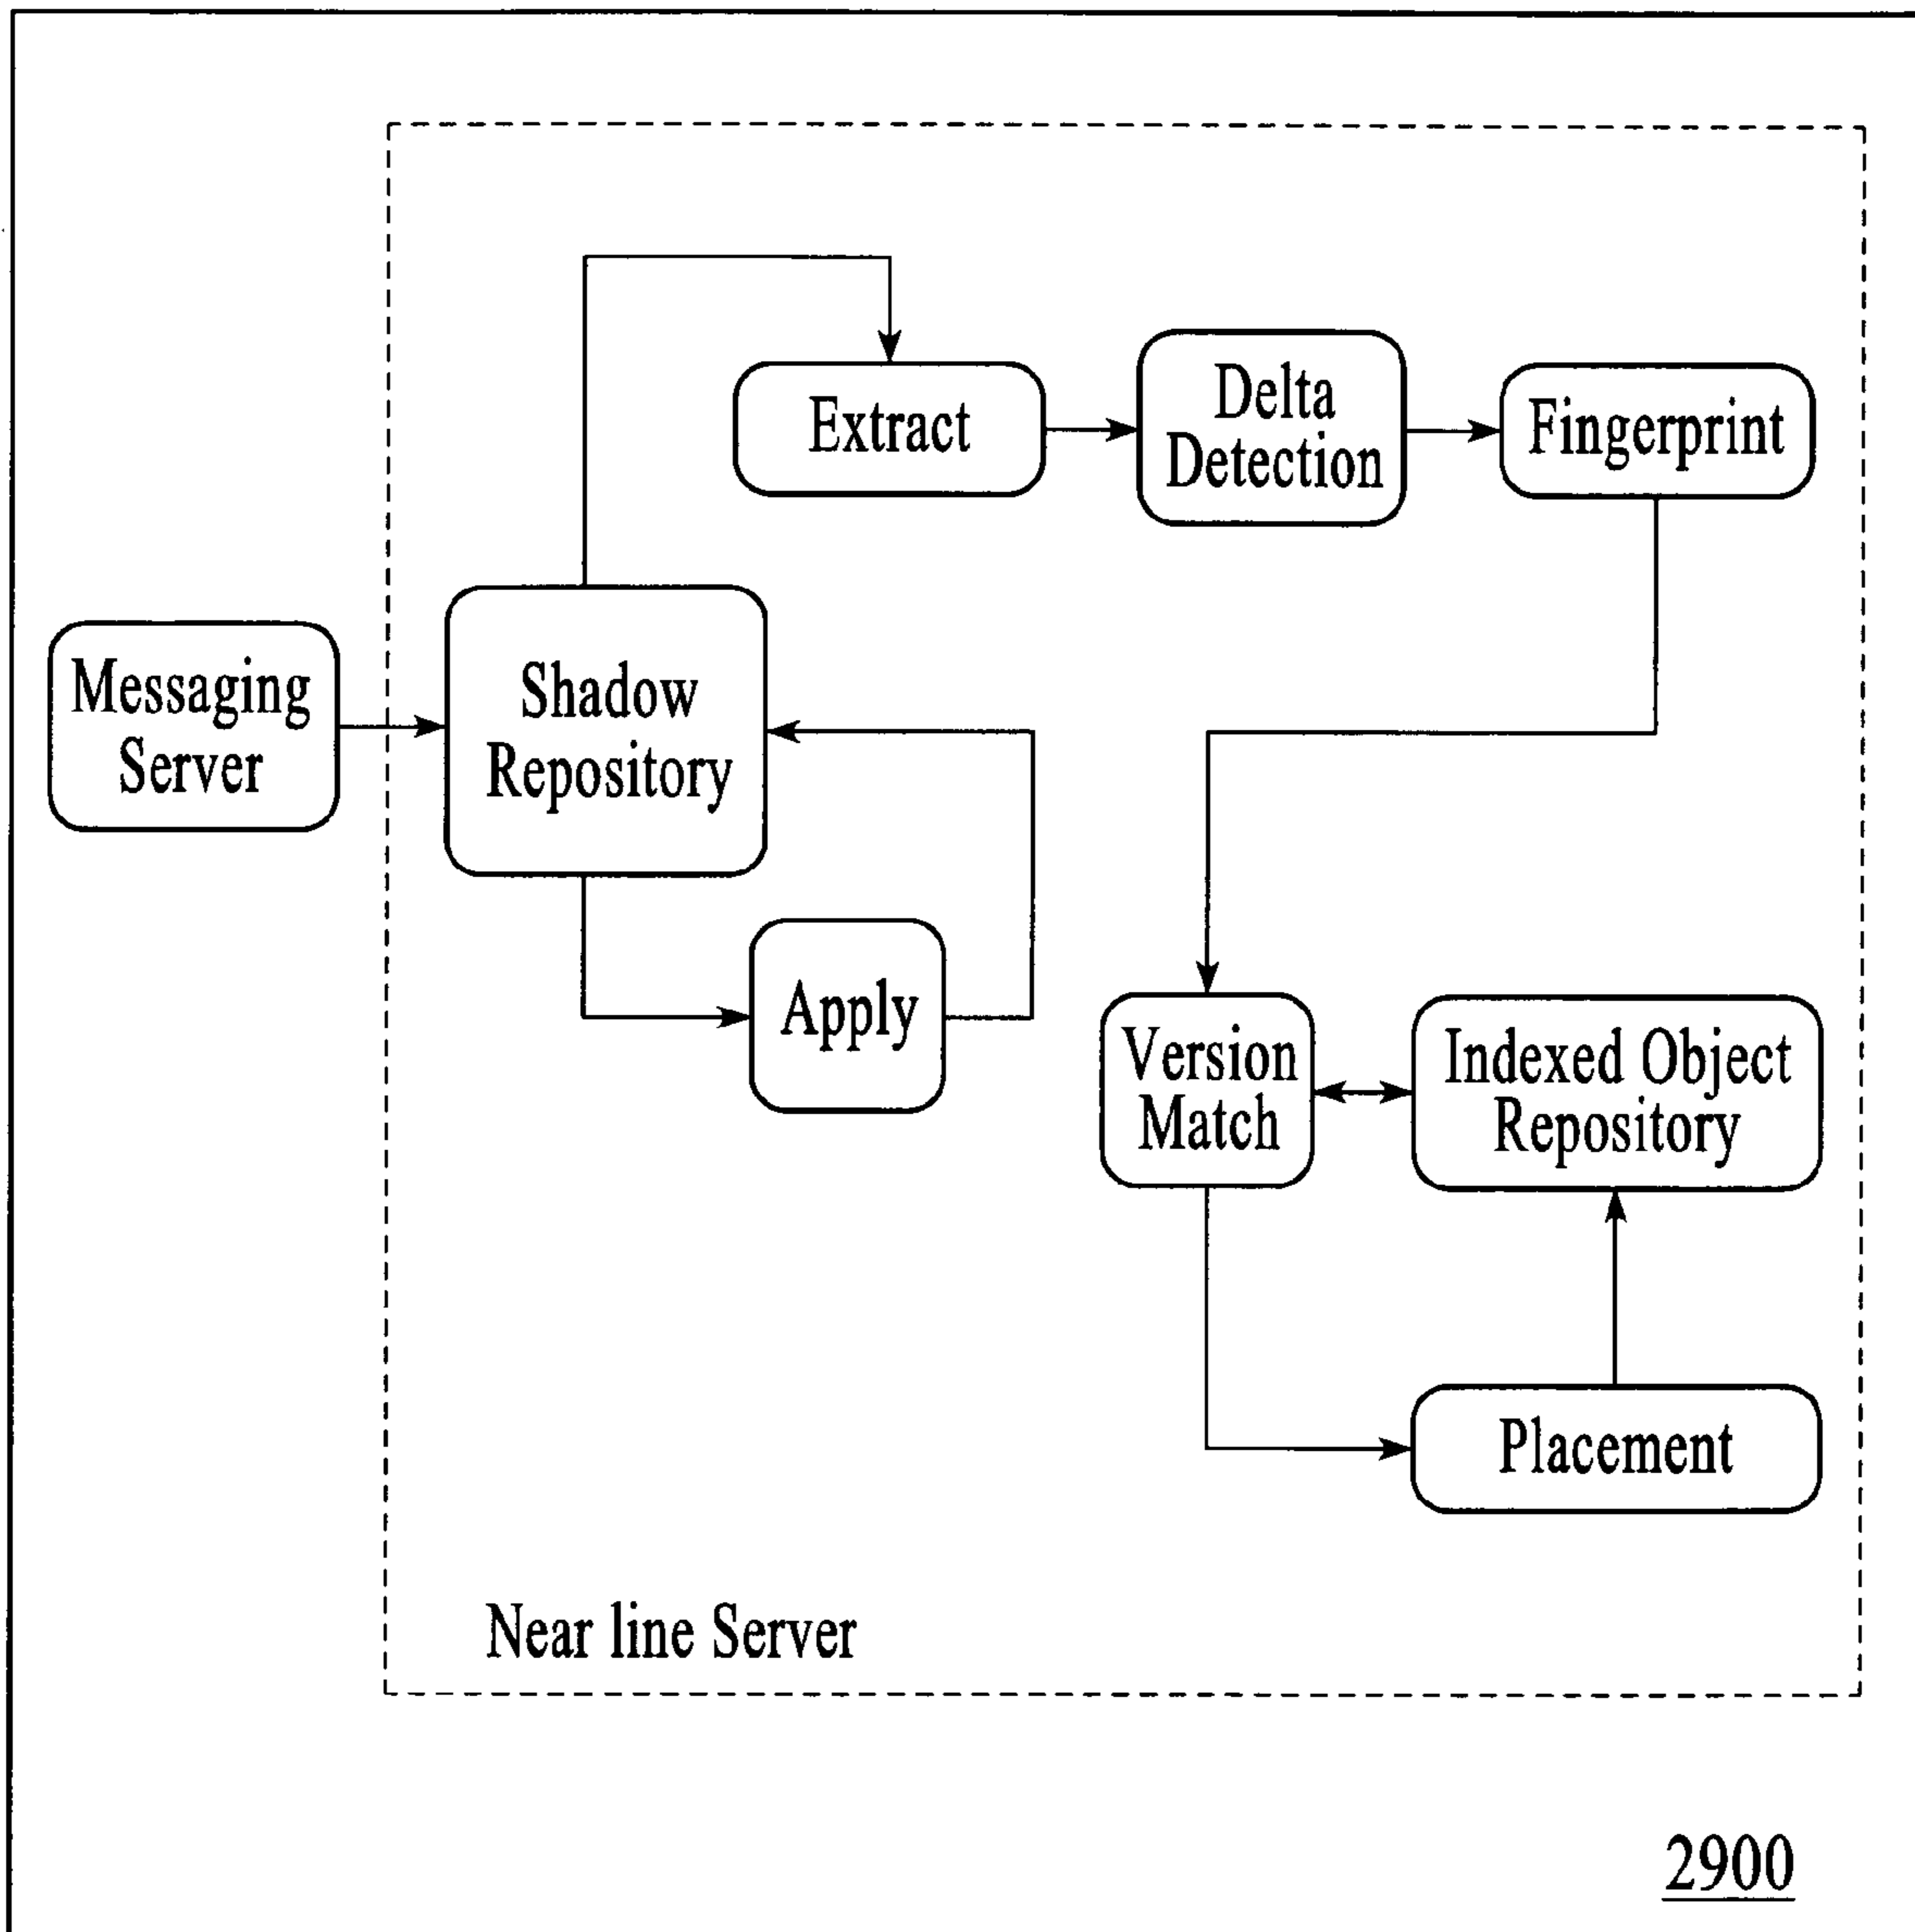 Extract
Delta
Detection
Fingerprint
Messaging
Server
Shadow
Repository
Apply
Version
Match
Indexed Object
Repository
Placement
Near line Server
2900